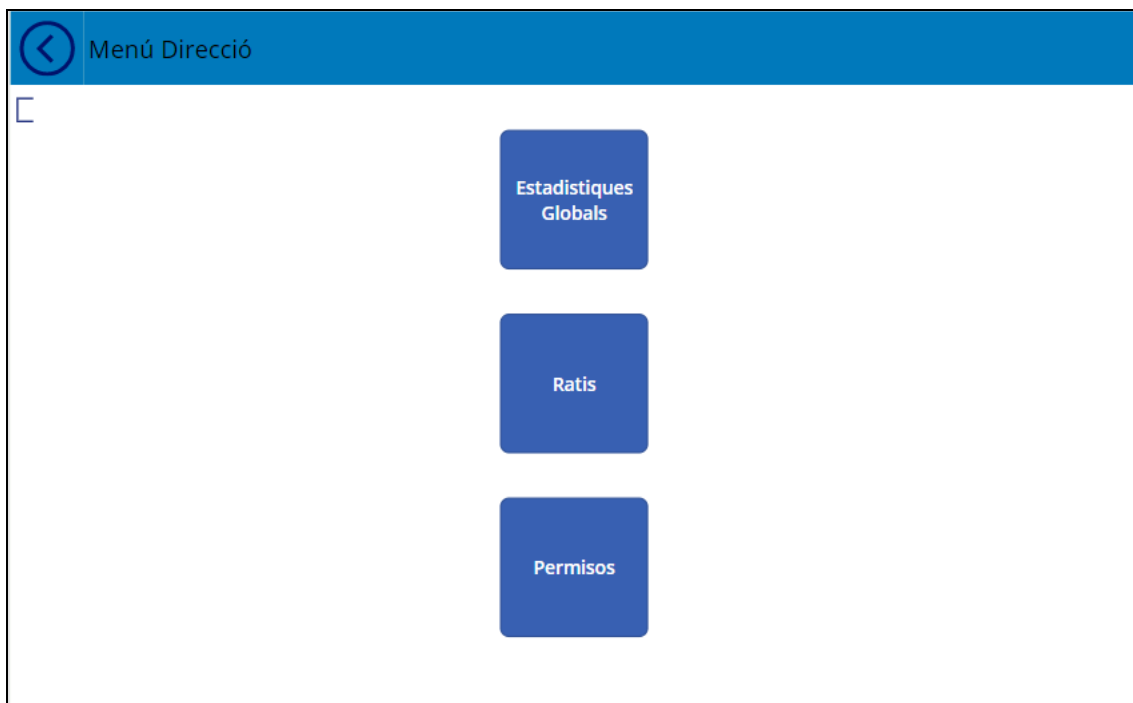 Menú Direcció
Estadistiques
Globals
Ratis
Permisos